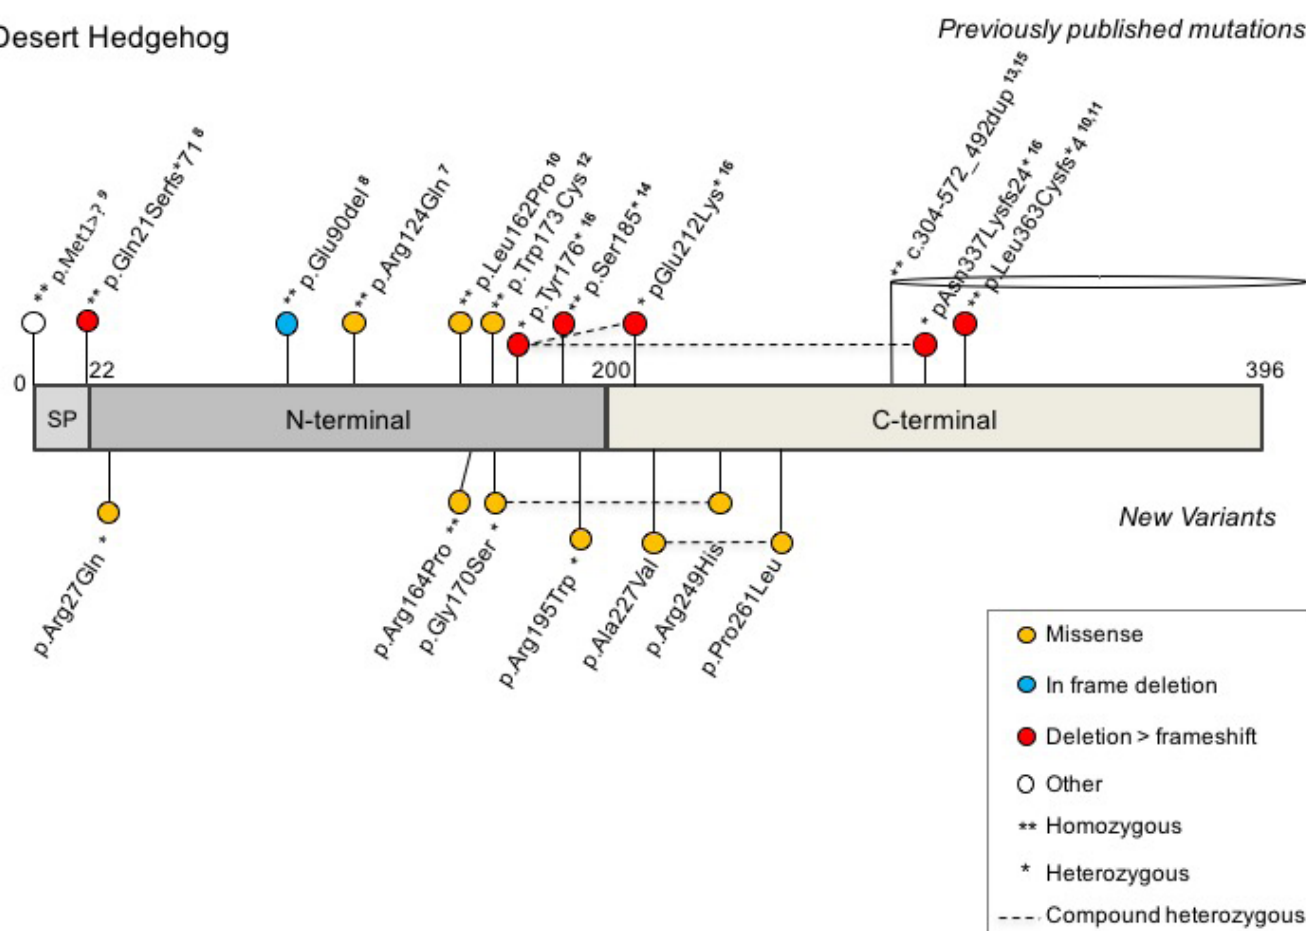 Desert Hedgehog
Previously published mutations
** p.Met1>? 9
** p.Gln21Serfs*71 8
** p.Glu90del 8
** p.Arg124Gln 7
** p.Leu162Pro 10
** p.Trp173 Cys 12
* p.Tyr176* 16
** p.Ser185* 14
* pGlu212Lys* 16
** c.304-572_492dup 13,15
* pAsn337Lysfs24* 16
** p.Leu363Cysfs*4 10,11
0
22
200
396
SP
N-terminal
C-terminal
New Variants
p.Arg27Gln *
p.Arg164Pro **
p.Gly170Ser *
p.Arg195Trp *
p.Ala227Val
p.Arg249His
p.Pro261Leu
Missense
In frame deletion
Deletion > frameshift
Other
** Homozygous
* Heterozygous
---- Compound heterozygous